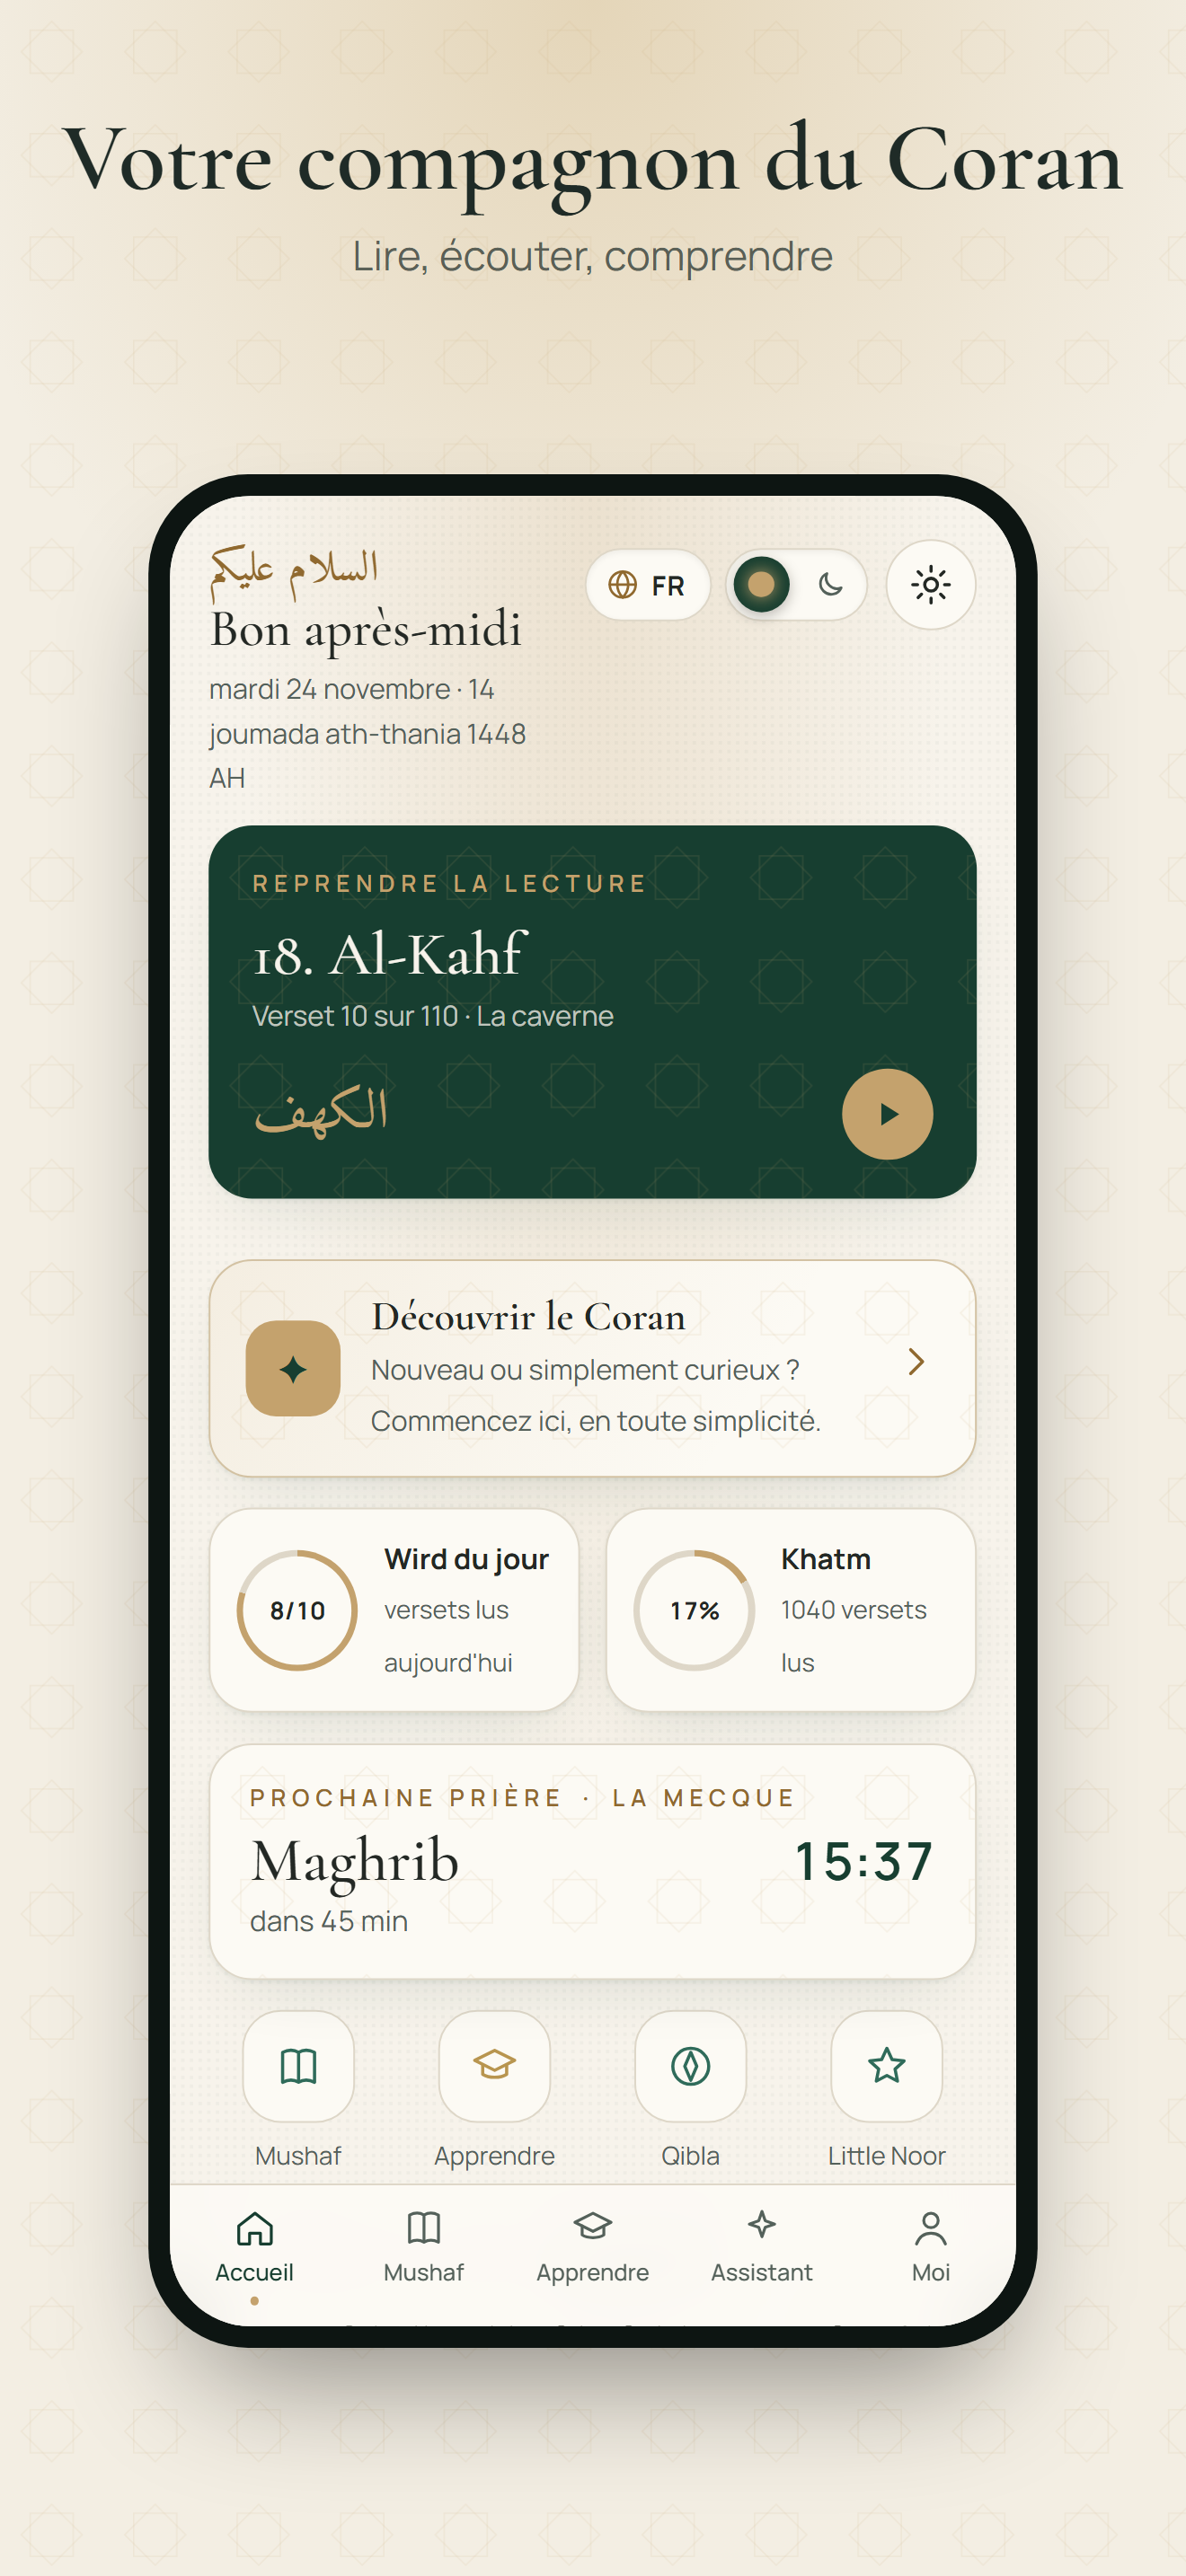 Votre compagnon du Coran
Lire, écouter, comprendre
السلام عليكم
FR
Bon après-midi
mardi 24 novembre · 14
joumada ath-thania 1448
AH
REPRENDRE LA LECTURE
18. Al-Kahf
Verset 10 sur 110 · La caverne
الكهف
Découvrir le Coran
Nouveau ou simplement curieux ?
Commencez ici, en toute simplicité.
8/10
Wird du jour
versets lus
aujourd'hui
17%
Khatm
1040 versets
lus
PROCHAINE PRIÈRE · LA MECQUE
Maghrib
15:37
dans 45 min
Mushaf
Apprendre
Qibla
Little Noor
Accueil
Mushaf
Apprendre
Assistant
Moi